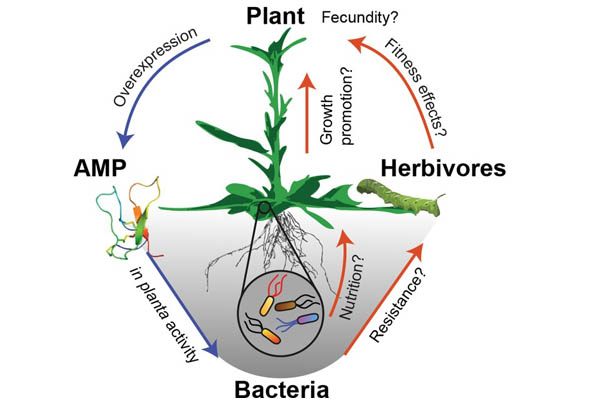 Plant Fecundity?
Overexpression
Growth
promotion?
Fitness effects?
AMP
Herbivores
in planta activity
Nutrition?
Resistance?
Bacteria